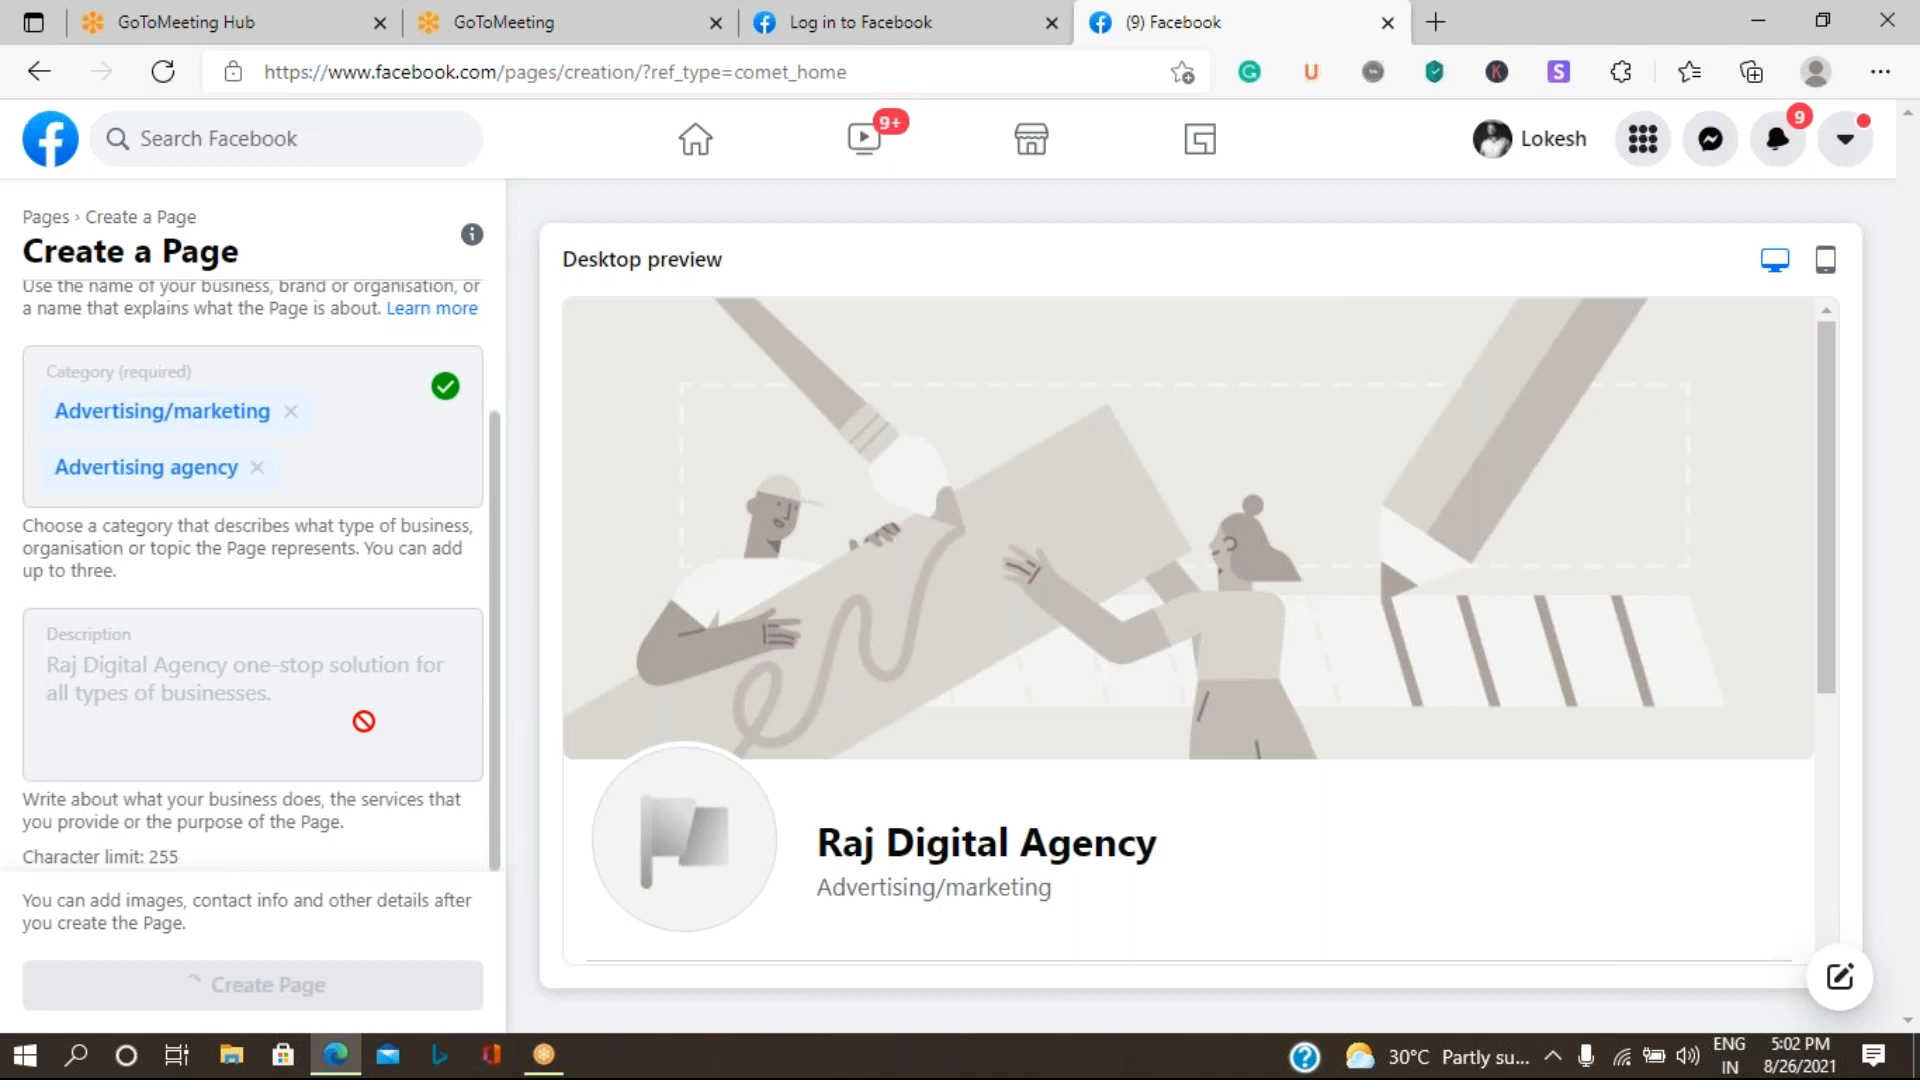 GoToMeeting Hub
GoToMeeting
Log in to Facebook
(9) Facebook
https://www.facebook.com/pages/creation/?ref_type=comet_home
Search Facebook
9+
Lokesh
9
Pages › Create a Page
Create a Page
Use the name of your business, brand or organisation, or
a name that explains what the Page is about. Learn more
Category (required)
Advertising/marketing
Advertising agency
Choose a category that describes what type of business,
organisation or topic the Page represents. You can add
up to three.
Description
Raj Digital Agency one-stop solution for
all types of businesses.
Write about what your business does, the services that
you provide or the purpose of the Page.
Character limit: 255
You can add images, contact info and other details after
you create the Page.
Create Page
Desktop preview
Raj Digital Agency
Advertising/marketing
30°C Partly su...
ENG
IN
5:02 PM
8/26/2021